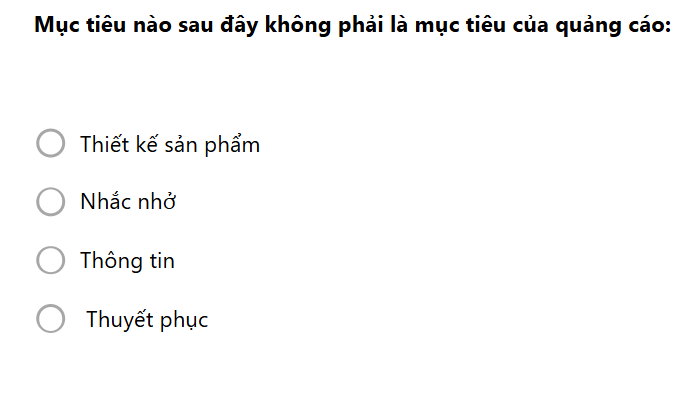 Mục tiêu nào sau đây không phải là mục tiêu của quảng cáo:
Thiết kế sản phẩm
Nhắc nhở
Thông tin
Thuyết phục